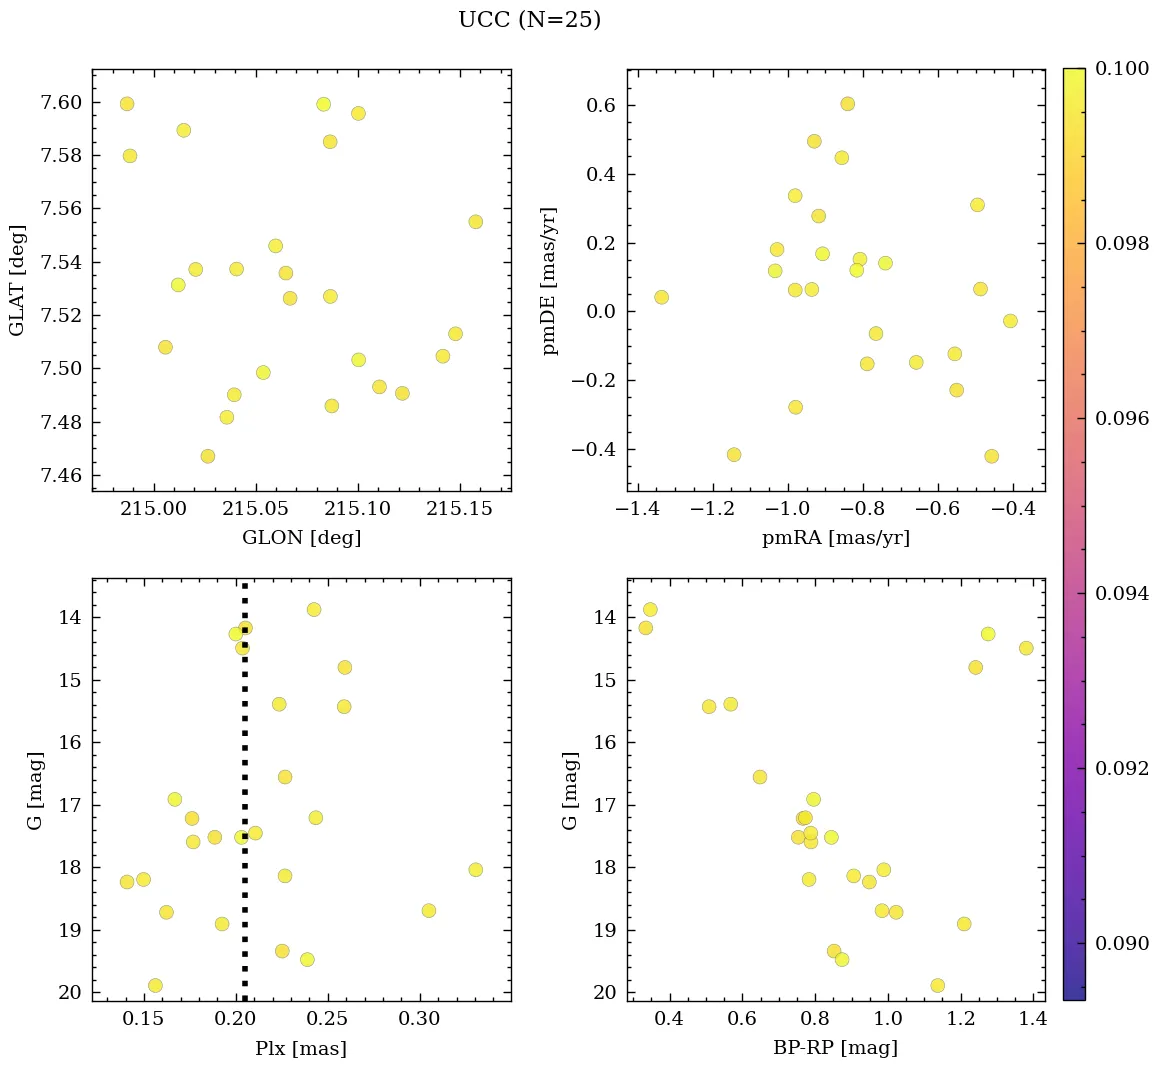 UCC (N=25)
7.60
7.58
7.56
7.54
7.52
7.50
7.48
7.46
GLAT [deg]
215.00 215.05 215.10 215.15
GLON [deg]
0.6
0.4
0.2
0.0
−0.2
−0.4
pmDE [mas/yr]
−1.4 −1.2 −1.0 −0.8 −0.6 −0.4
pmRA [mas/yr]
14
15
16
17
18
19
20
G [mag]
0.15 0.20 0.25 0.30
Plx [mas]
14
15
16
17
18
19
20
G [mag]
0.4 0.6 0.8 1.0 1.2 1.4
BP-RP [mag]
0.100
0.098
0.096
0.094
0.092
0.090